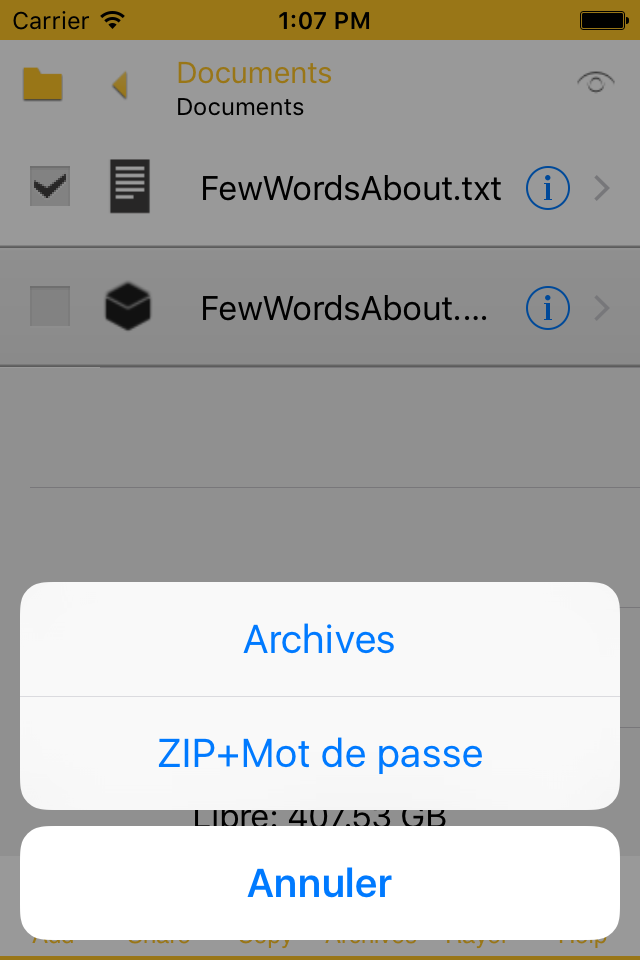 Carrier 1:07 PM
Documents
Documents
FewWordsAbout.txt
FewWordsAbout....
Archives
ZIP+Mot de passe
Libre: 407.53 GB
Annuler
Add Share Copy Archives Rayer Help